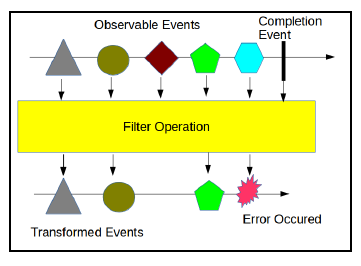 Observable Events
Completion
Event
Filter Operation
Error Occured
Transformed Events